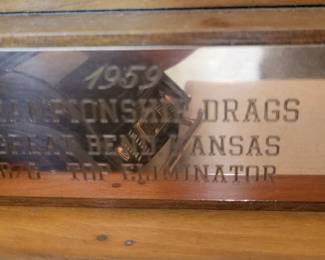 1959
CHAMPIONSHIP DRAGS
GREAT BEND KANSAS
TOP ELIMINATOR